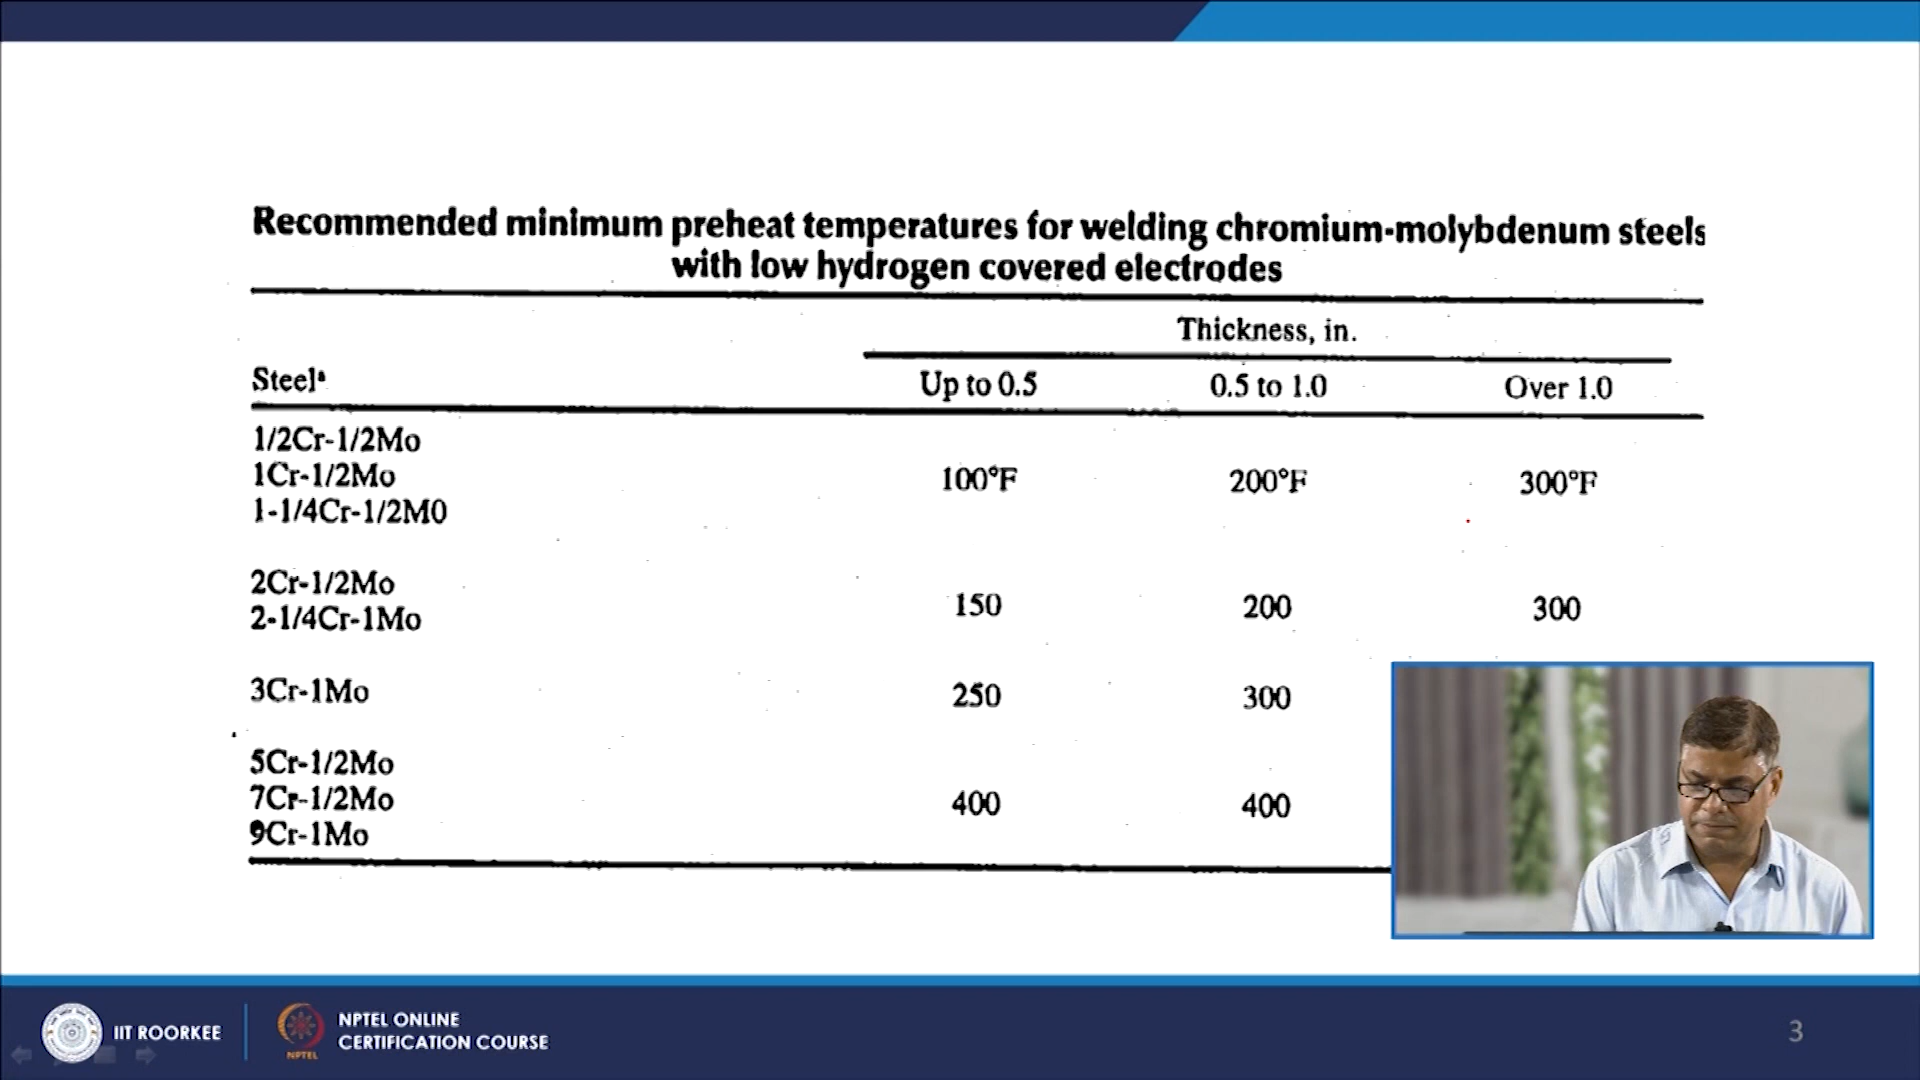 Recommended minimum preheat temperatures for welding chromium-molybdenum steels
with low hydrogen covered electrodes
Thickness, in.
Steelᵃ Up to 0.5 0.5 to 1.0 Over 1.0
1/2Cr-1/2Mo
1Cr-1/2Mo 100°F 200°F 300°F
1-1/4Cr-1/2M0
2Cr-1/2Mo
2-1/4Cr-1Mo 150 200 300
3Cr-1Mo 250 300
5Cr-1/2Mo
7Cr-1/2Mo 400 400
9Cr-1Mo
IIT ROORKEE
NPTEL
NPTEL ONLINE
CERTIFICATION COURSE
3